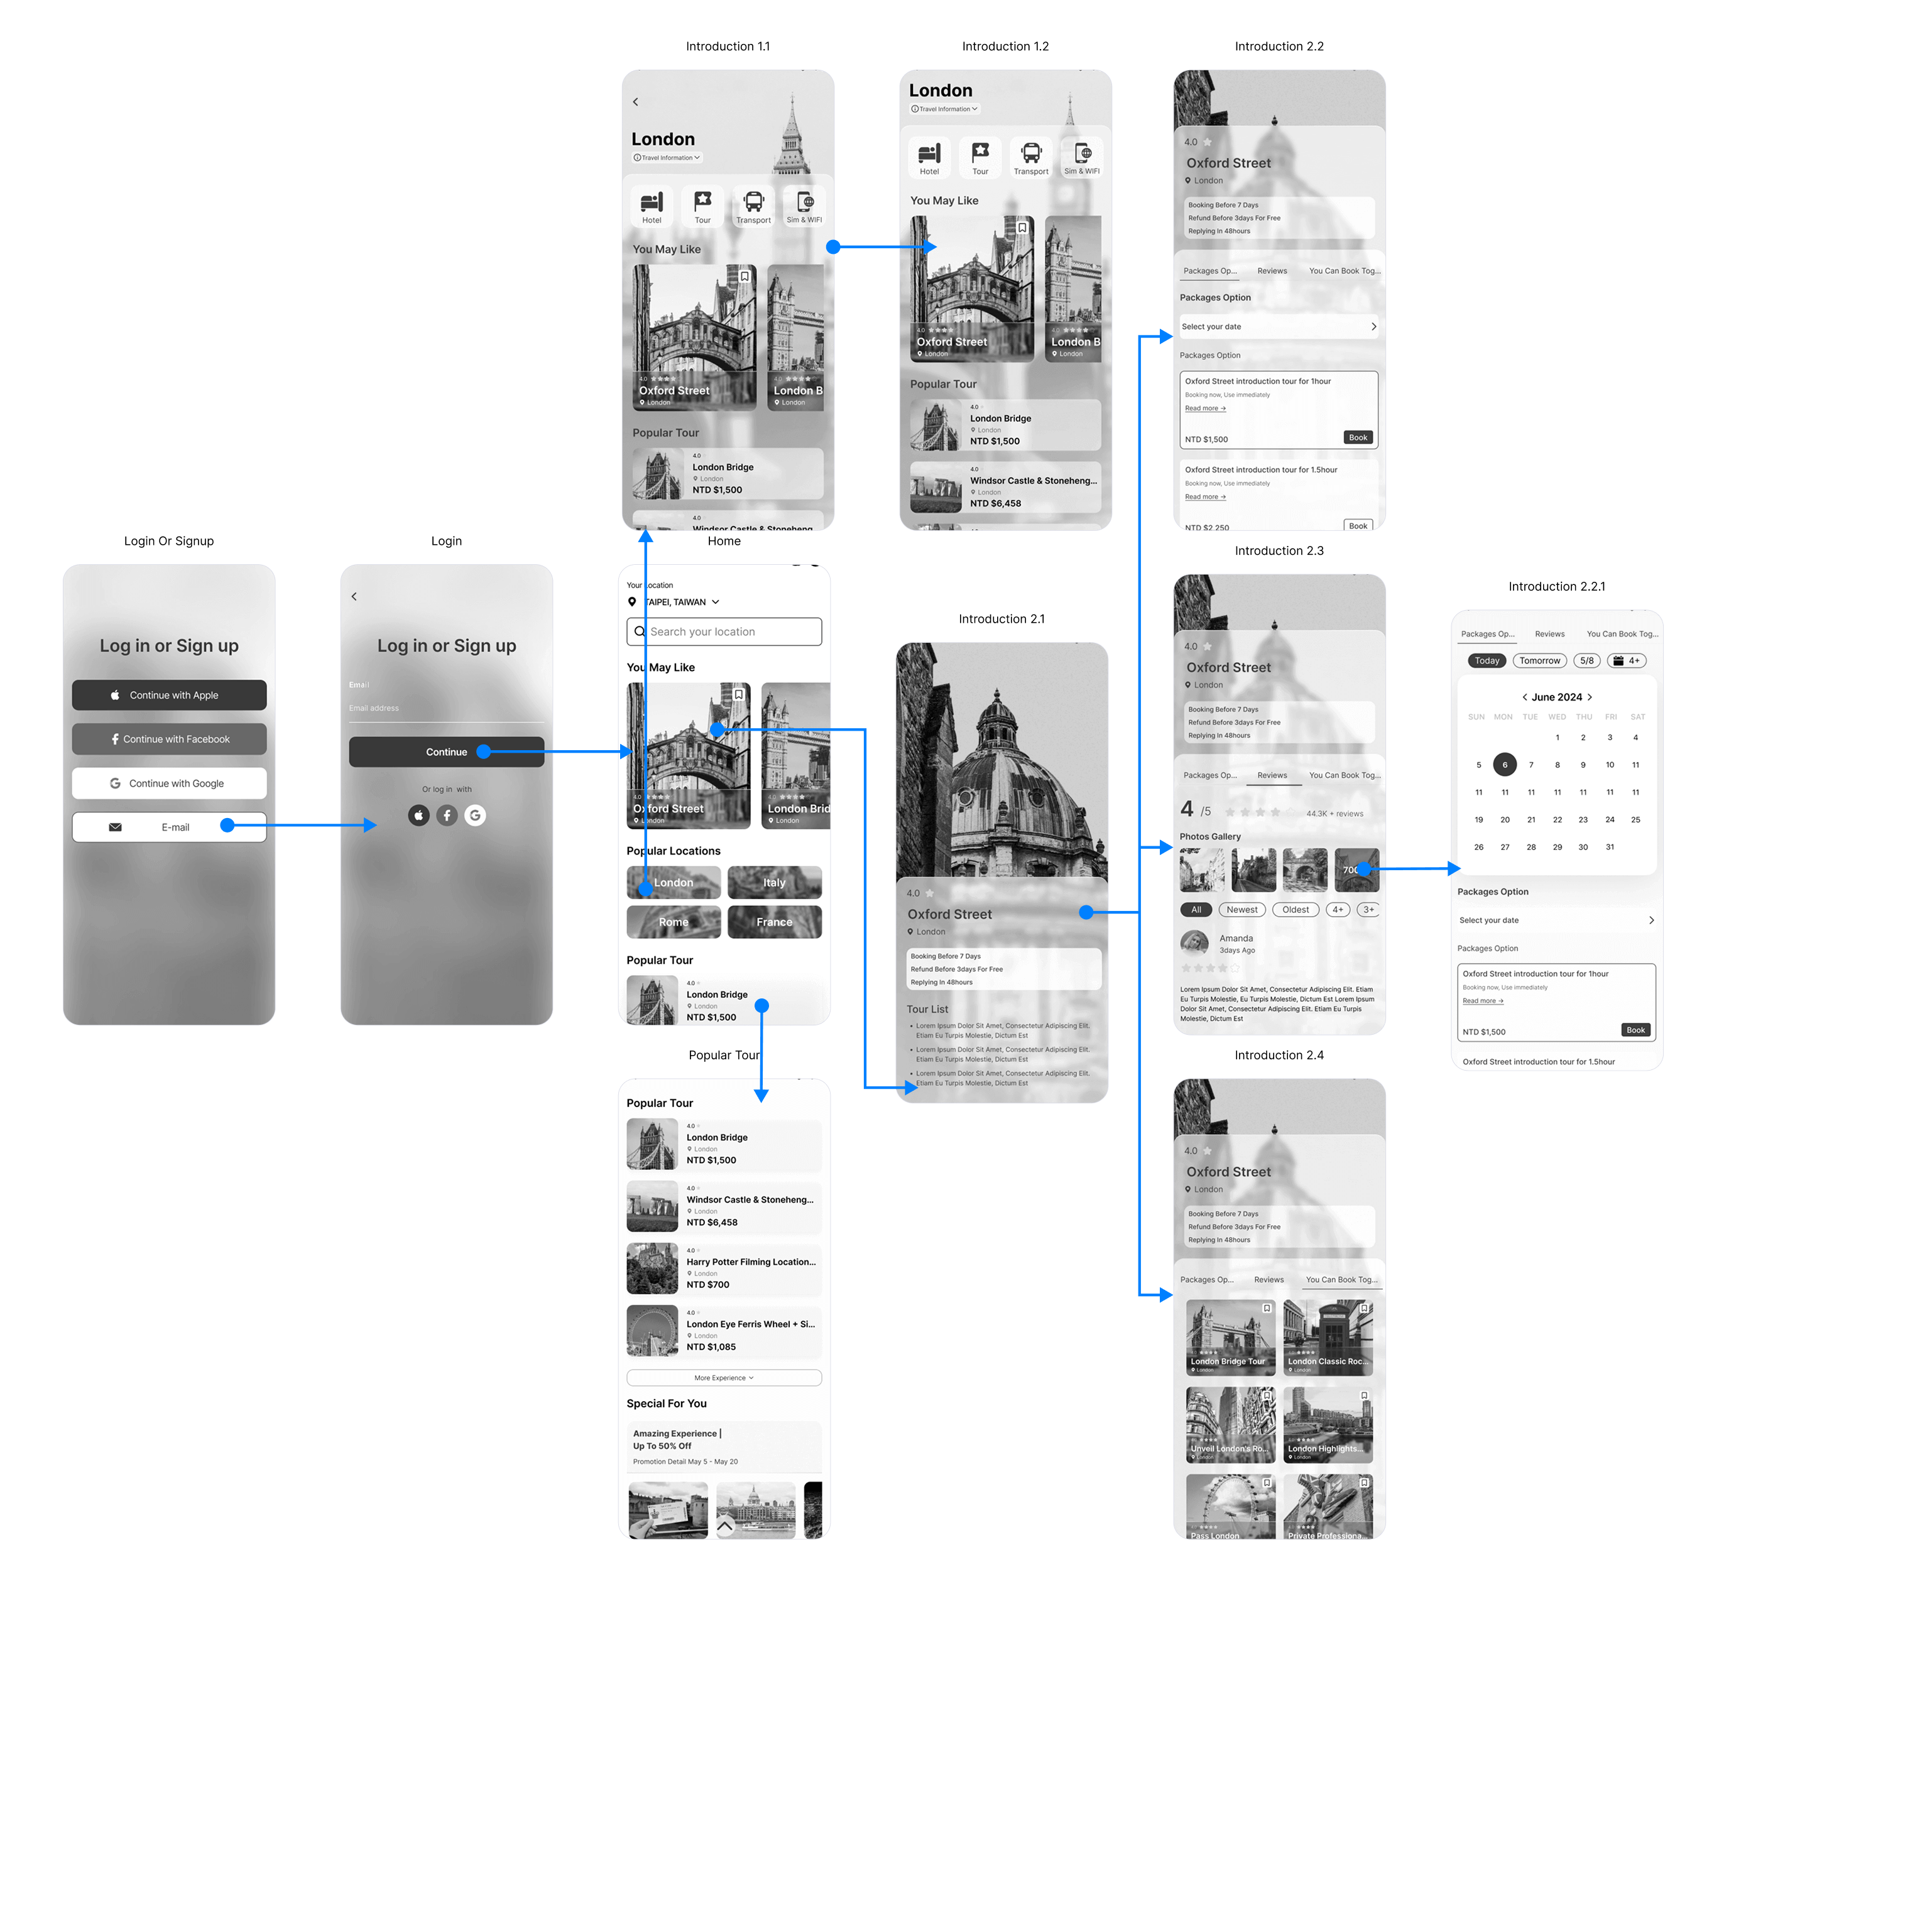 Introduction 1.1
London
Travel Information
Hotel
Tour
Transport
Sim & WIFI
You May Like
4.0
Oxford Street
London
4.0
London B
Popular Tour
4.0
London Bridge
London
NTD $1,500
4.0
Windsor Castle & Stoneheng
Introduction 1.2
London
Travel Information
Hotel
Tour
Transport
Sim & WIFI
You May Like
4.0
Oxford Street
London
4.0
London B
London
Popular Tour
4.0
London Bridge
London
NTD $1,500
4.0
Windsor Castle & Stoneheng...
London
NTD $6,458
Introduction 2.2
4.0
Oxford Street
London
Booking Before 7 Days
Refund Before 3days For Free
Replying In 48hours
Packages Op... Reviews You Can Book Tog...
Packages Option
Select your date
Packages Option
Oxford Street introduction tour for 1hour
Booking now, Use immediately
Read more →
NTD $1,500
Book
Oxford Street introduction tour for 1.5hour
Booking now, Use immediately
Read more →
NTD $2,250
Book
Login Or Signup
Log in or Sign up
Continue with Apple
Continue with Facebook
Continue with Google
E-mail
Login
Log in or Sign up
Email
Email address
Continue
Or log in with
Home
Your Location
TAIPEI, TAIWAN
Search your location
You May Like
4.0
Oxford Street
London
4.0
London Brid
London
Popular Locations
London
Italy
Rome
France
Popular Tour
4.0
London Bridge
London
NTD $1,500
Popular Tour
Popular Tour
4.0
London Bridge
London
NTD $1,500
4.0
Windsor Castle & Stoneheng...
London
NTD $6,458
4.0
Harry Potter Filming Location...
London
NTD $700
4.0
London Eye Ferris Wheel + Si...
London
NTD $1,085
More Experience
Special For You
Amazing Experience |
Up To 50% Off
Promotion Detail May 5 - May 20
Introduction 2.1
4.0
Oxford Street
London
Booking Before 7 Days
Refund Before 3days For Free
Replying In 48hours
Tour List
• Lorem Ipsum Dolor Sit Amet, Consectetur Adipiscing Elit.
Etiam Eu Turpis Molestie, Dictum Est
• Lorem Ipsum Dolor Sit Amet, Consectetur Adipiscing Elit.
Etiam Eu Turpis Molestie, Dictum Est
• Lorem Ipsum Dolor Sit Amet, Consectetur Adipiscing Elit.
Etiam Eu Turpis Molestie, Dictum Est
Introduction 2.3
4.0
Oxford Street
London
Booking Before 7 Days
Refund Before 3days For Free
Replying In 48hours
Packages Op... Reviews You Can Book Tog...
4 /5
44.3K + reviews
Photos Gallery
All Newest Oldest 4+ 3+
Amanda
3days Ago
Lorem Ipsum Dolor Sit Amet, Consectetur Adipiscing Elit. Etiam
Eu Turpis Molestie, Eu Turpis Molestie, Dictum Est Lorem Ipsum
Dolor Sit Amet, Consectetur Adipiscing Elit. Etiam Eu Turpis
Molestie, Dictum Est
Introduction 2.2.1
Packages Op... Reviews You Can Book Tog...
Today Tomorrow 5/8 4+
June 2024
SUN MON TUE WED THU FRI SAT
1 2 3 4
5 6 7 8 9 10 11
11 11 11 11 11 11 11
19 20 21 22 23 24 25
26 27 28 29 30 31
Packages Option
Select your date
Packages Option
Oxford Street introduction tour for 1hour
Booking now, Use immediately
Read more →
NTD $1,500
Book
Oxford Street introduction tour for 1.5hour
Introduction 2.4
4.0
Oxford Street
London
Booking Before 7 Days
Refund Before 3days For Free
Replying In 48hours
Packages Op... Reviews You Can Book Tog...
London Bridge Tour
London
London Classic Roc...
London
Unveil London's Ro...
London
London Highlights...
London
Pass London
Private Professiona...